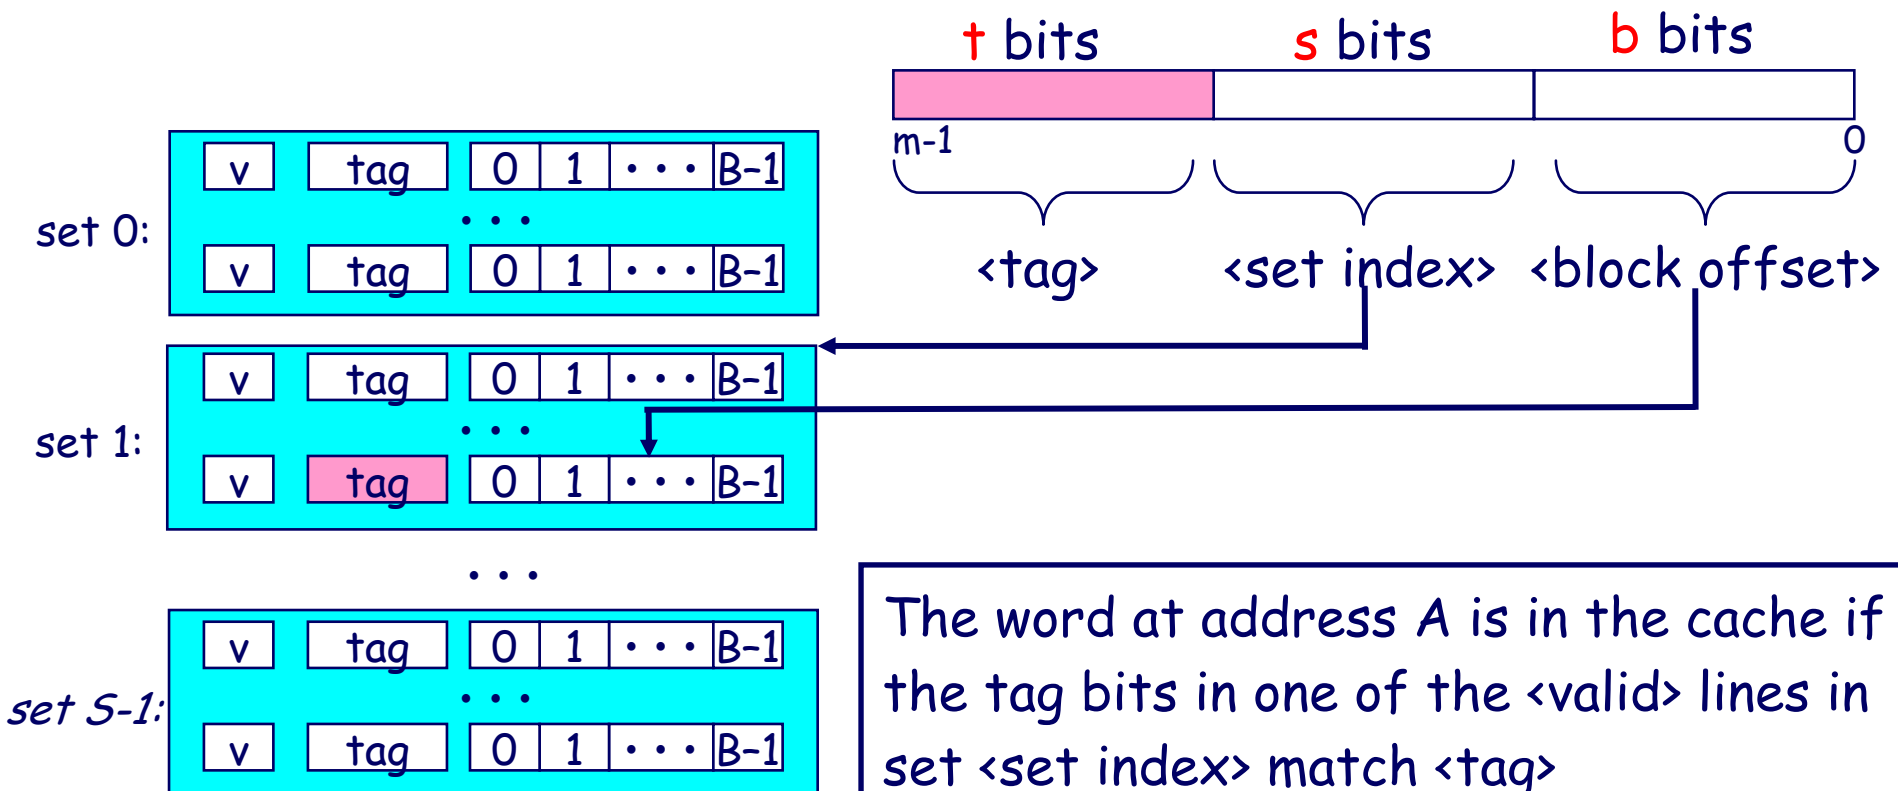 t bits s bits b bits
m-1 0
<tag> <set index> <block offset>
v tag 0 1 • • • B-1
set 0:
• • •
v tag 0 1 • • • B-1
v tag 0 1 • • • B-1
set 1:
• • •
v tag 0 1 • • • B-1
• • •
v tag 0 1 • • • B-1
set S-1:
• • •
v tag 0 1 • • • B-1
The word at address A is in the cache if
the tag bits in one of the <valid> lines in
set <set index> match <tag>